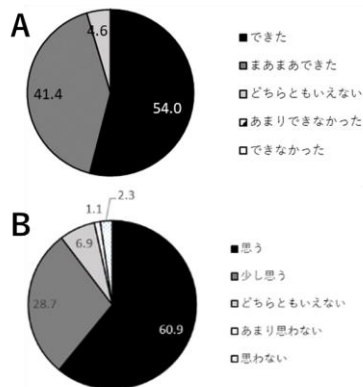 A
4.6
41.4
54.0
できた
まあまあできた
どちらともいえない
あまりできなかった
できなかった
B
2.3
1.1
6.9
28.7
60.9
思う
少し思う
どちらともいえない
あまり思わない
思わない